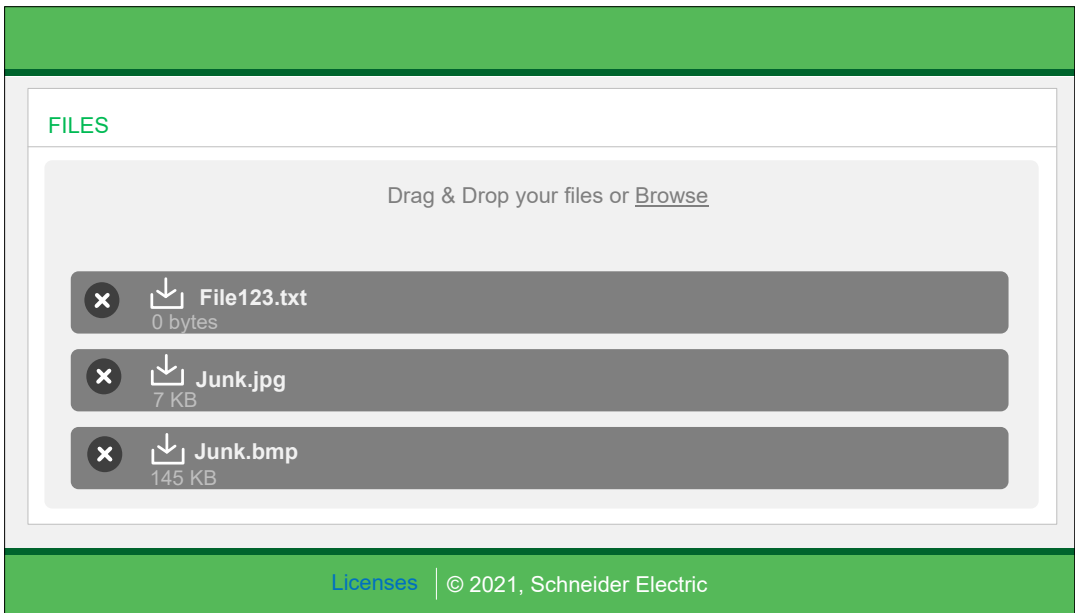 FILES
Drag & Drop your files or Browse
File123.txt
0 bytes
Junk.jpg
7 KB
Junk.bmp
145 KB
Licenses © 2021, Schneider Electric